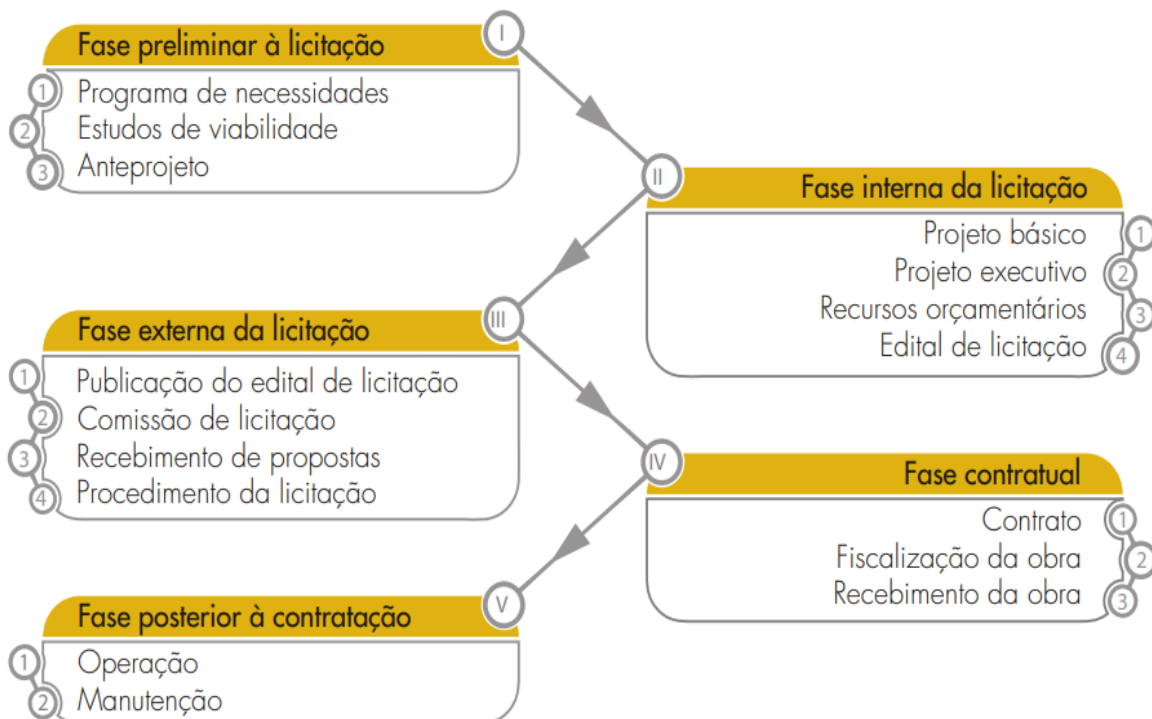 I
Fase preliminar à licitação
1 Programa de necessidades
2 Estudos de viabilidade
3 Anteprojeto
II
Fase interna da licitação
Projeto básico 1
Projeto executivo 2
Recursos orçamentários 3
Edital de licitação 4
III
Fase externa da licitação
1 Publicação do edital de licitação
2 Comissão de licitação
3 Recebimento de propostas
4 Procedimento da licitação
IV
Fase contratual
Contrato 1
Fiscalização da obra 2
Recebimento da obra 3
V
Fase posterior à contratação
1 Operação
2 Manutenção